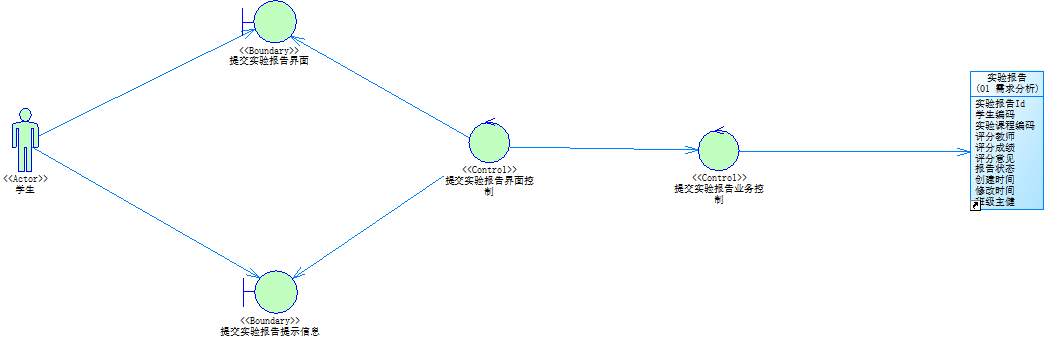 <<Boundary>>
提交实验报告界面
<<Actor>>
学生
<<Control>>
提交实验报告界面控
制
<<Control>>
提交实验报告业务控
制
实验报告
(01 需求分析)
实验报告Id
学生编码
实验课程编码
评分教师
评分成绩
评分意见
报告状态
创建时间
修改时间
班级主健
<<Boundary>>
提交实验报告提示信息